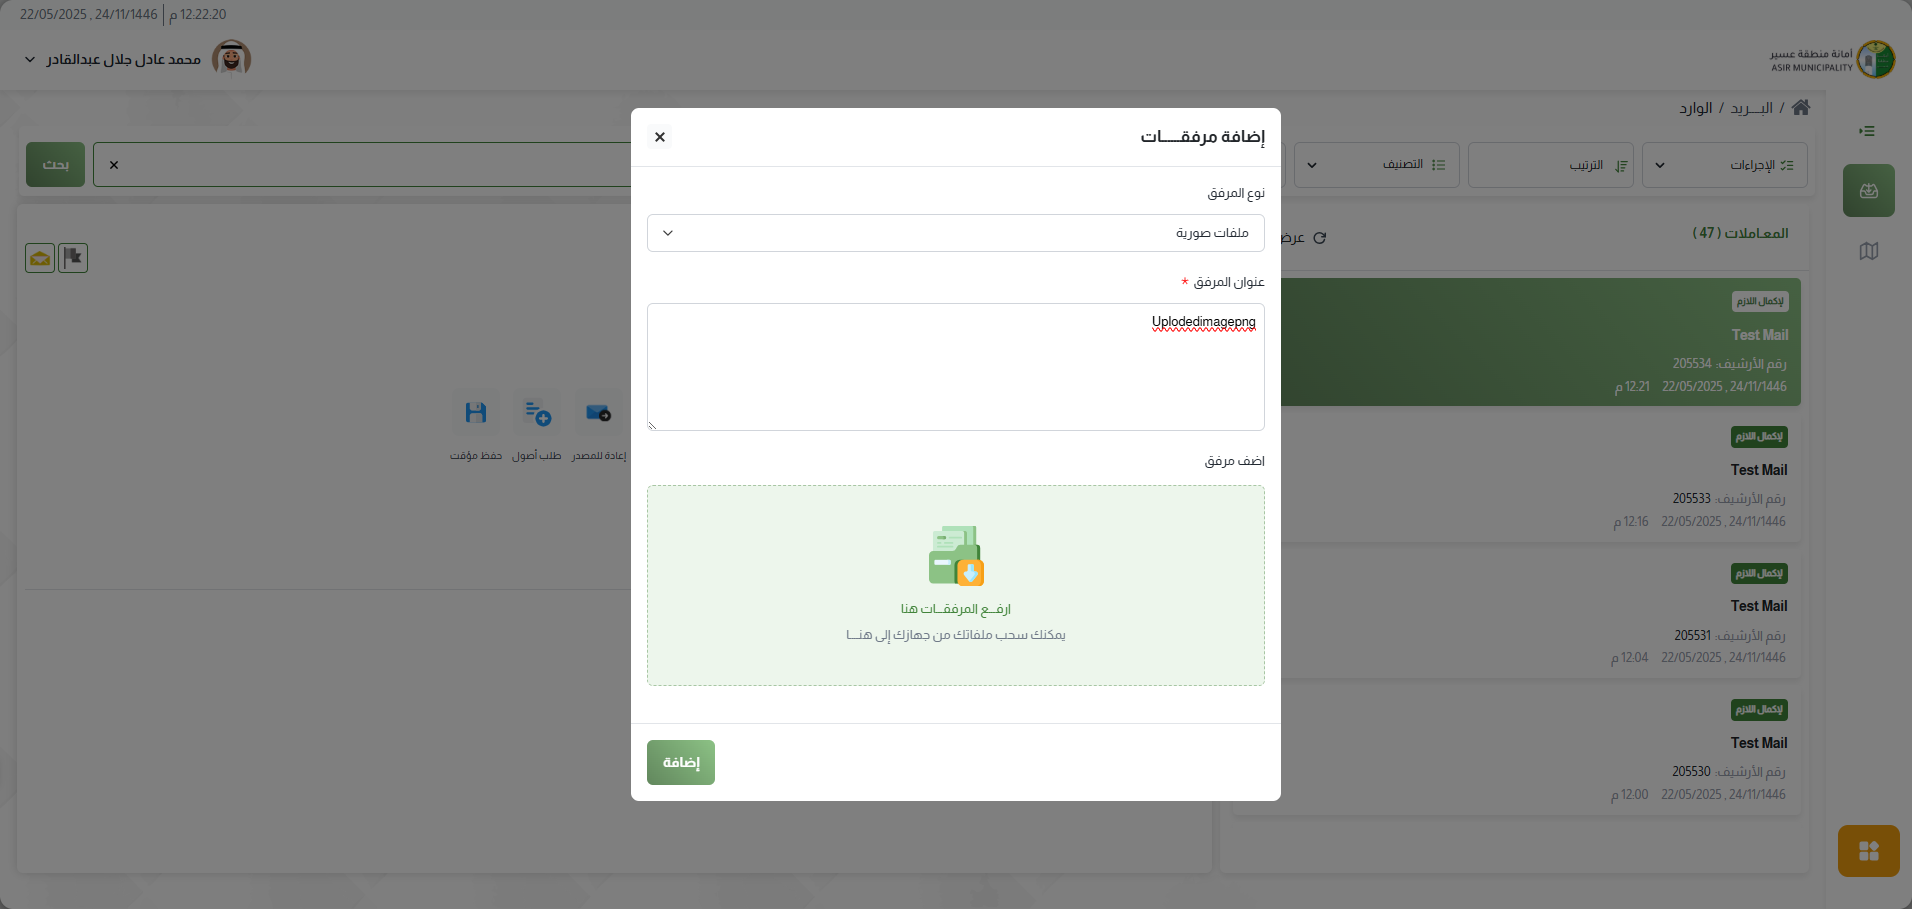 22/05/2025 , 24/11/1446 | 12:22:20 م
محمد عادل جلال عبدالقادر
أمانة منطقة عسير
ASIR MUNICIPALITY
البـــريد / الوارد
الإجراءات
الترتيب
التصنيف
بحث
المعاملات ( 47 )
عرض
لإكمال اللازم
Test Mail
رقم الأرشيف: 205534
22/05/2025 , 24/11/1446 12:21 م
لإكمال اللازم
Test Mail
رقم الأرشيف: 205533
22/05/2025 , 24/11/1446 12:16 م
لإكمال اللازم
Test Mail
رقم الأرشيف: 205531
22/05/2025 , 24/11/1446 12:04 م
لإكمال اللازم
Test Mail
رقم الأرشيف: 205530
22/05/2025 , 24/11/1446 12:00 م
إعادة للمصدر
طلب أصول
حفظ مؤقت
إضافة مرفقـــــات
نوع المرفق
ملفات صورية
عنوان المرفق *
Uplodedimagepng
اضف مرفق
ارفـــع المرفقـــات هنا
يمكنك سحب ملفاتك من جهازك إلى هنـــــا
إضافة